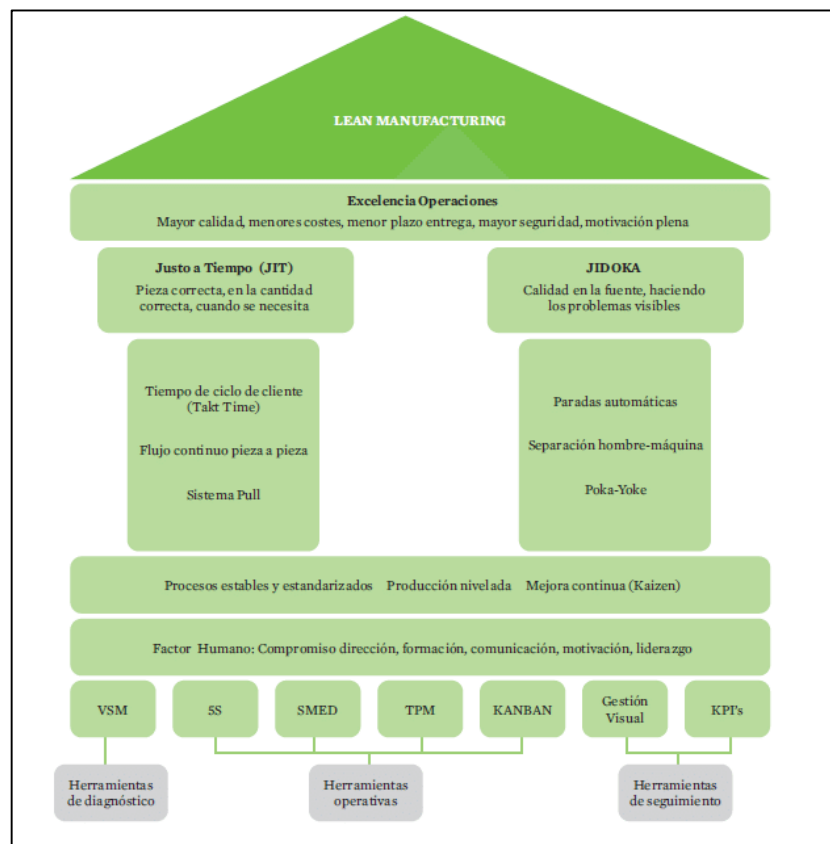 LEAN MANUFACTURING
Excelencia Operaciones
Mayor calidad, menores costes, menor plazo entrega, mayor seguridad, motivación plena
Justo a Tiempo (JIT)
Pieza correcta, en la cantidad
correcta, cuando se necesita
JIDOKA
Calidad en la fuente, haciendo
los problemas visibles
Tiempo de ciclo de cliente
(Takt Time)
Flujo continuo pieza a pieza
Sistema Pull
Paradas automáticas
Separación hombre-máquina
Poka-Yoke
Procesos estables y estandarizados Producción nivelada Mejora continua (Kaizen)
Factor Humano: Compromiso dirección, formación, comunicación, motivación, liderazgo
VSM
5S
SMED
TPM
KANBAN
Gestión
Visual
KPI's
Herramientas
de diagnóstico
Herramientas
operativas
Herramientas
de seguimiento